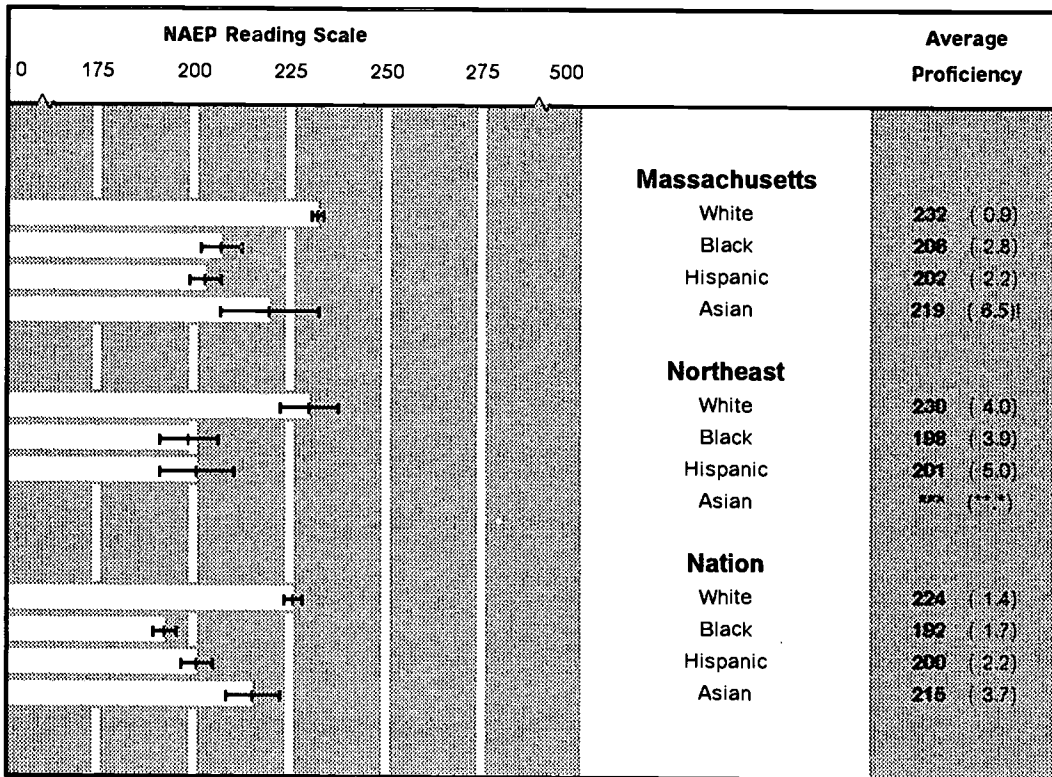 NAEP Reading Scale
Average
Proficiency
0 175 200 225 250 275 500
Massachusetts
White 232 ( 0.9)
Black ( 2.8)
Hispanic 202 ( 2.2)
Asian 219 ( 6.5)!
Northeast
White 230 ( 4.0)
Black 198 ( 3.9)
Hispanic 201 ( 5.0)
Asian *** (**.*)
Nation
White 224 ( 1.4)
Black 192 ( 1.7)
Hispanic 200 ( 2.2)
Asian 215 ( 3.7)